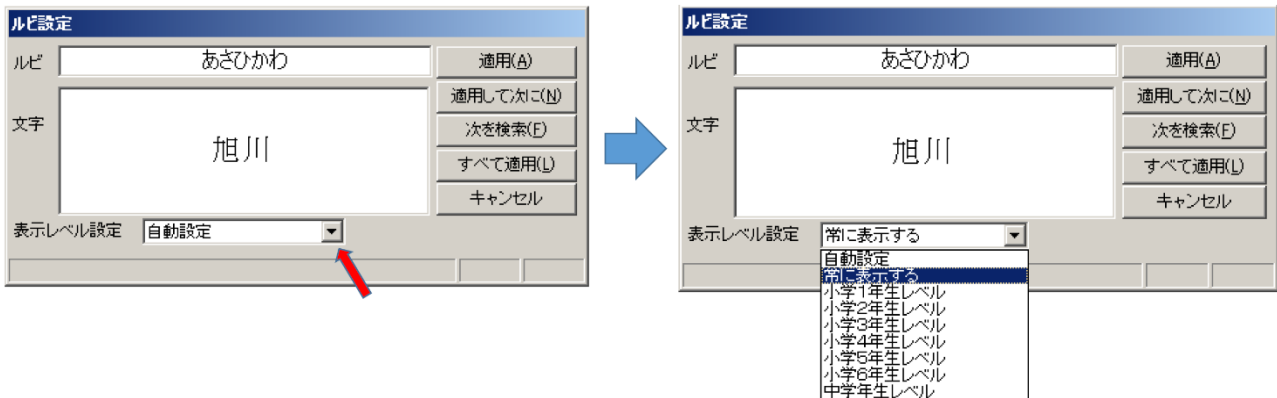 ルビ設定
ルビ
あざひかわ
適用(A)
適用して次に(N)
文字
旭川
次を検索(F)
すべて適用(L)
キャンセル
表示レベル設定
自動設定
ルビ設定
ルビ
あざひかわ
適用(A)
適用して次に(N)
文字
旭川
次を検索(F)
すべて適用(L)
キャンセル
表示レベル設定
常に表示する
自動設定
常に表示する
小学1年生レベル
小学2年生レベル
小学3年生レベル
小学4年生レベル
小学5年生レベル
小学6年生レベル
中学年生レベル